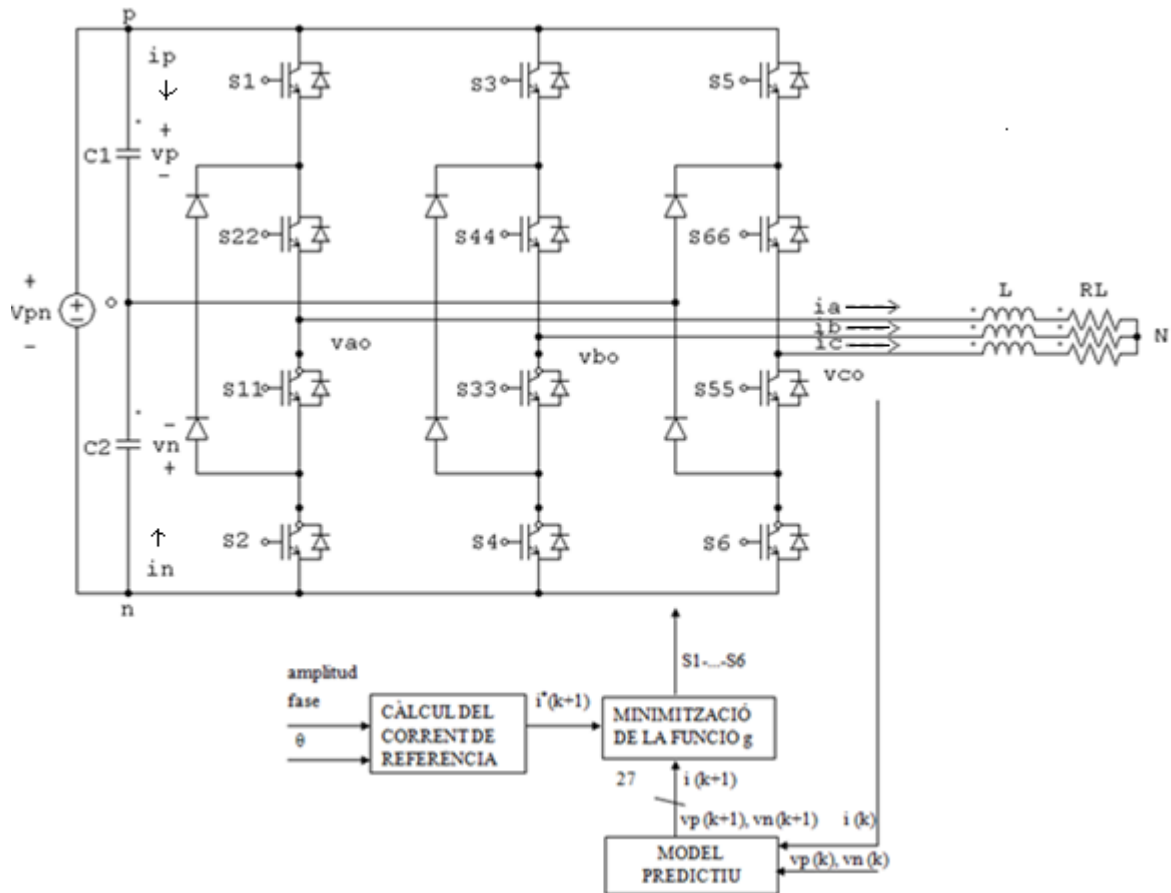 p
ip
S1
S3
S5
+
C1
vp
-
S22
S44
S66
+
Vpn
-
o
L
RL
ia
ib
ic
N
vao
vbo
vco
S11
S33
S55
-
C2
vn
+
S2
S4
S6
in
n
S1-...-S6
amplitud
fase
θ
CÀLCUL DEL
CORRENT DE
REFERENCIA
i*(k+1)
MINIMITZACIÓ
DE LA FUNCIO g
27
i (k+1)
vp (k+1), vn (k+1)
i (k)
vp (k), vn (k)
MODEL
PREDICTIU